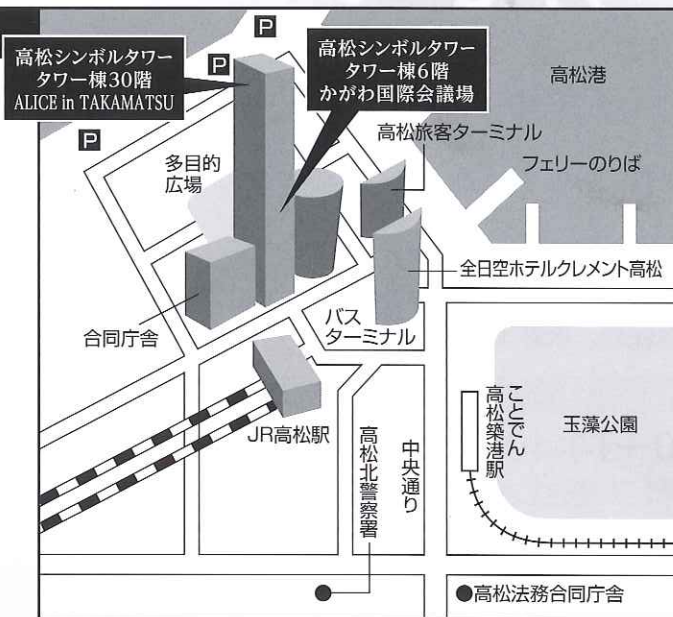 P
高松シンボルタワー
タワー棟30階
ALICE in TAKAMATSU
P
高松シンボルタワー
タワー棟6階
かがわ国際会議場
高松港
P
多目的
広場
高松旅客ターミナル
フェリーのりば
全日空ホテルクレメント高松
合同庁舎
バス
ターミナル
JR高松駅
高松北警察署
中央通り
ことでん
高松築港駅
玉藻公園
高松法務合同庁舎